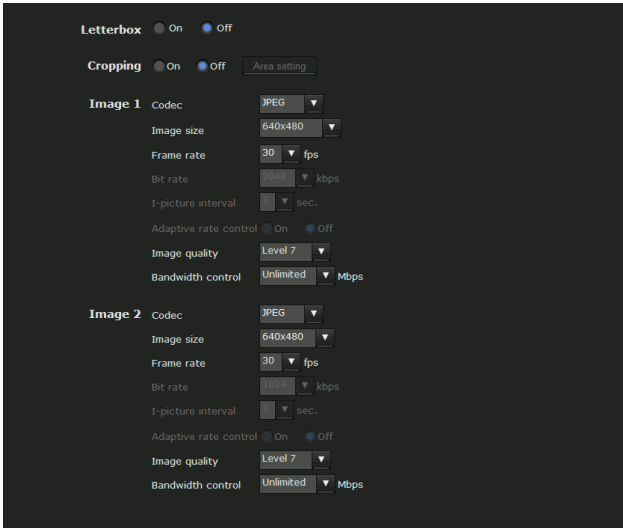 Letterbox On Off
Cropping On Off Area setting
Image 1 Codec JPEG
Image size 640x480
Frame rate 30 fps
Bit rate 2048 kbps
I-picture interval 1 sec.
Adaptive rate control On Off
Image quality Level 7
Bandwidth control Unlimited Mbps
Image 2 Codec JPEG
Image size 640x480
Frame rate 30 fps
Bit rate 1024 kbps
I-picture interval 1 sec.
Adaptive rate control On Off
Image quality Level 7
Bandwidth control Unlimited Mbps